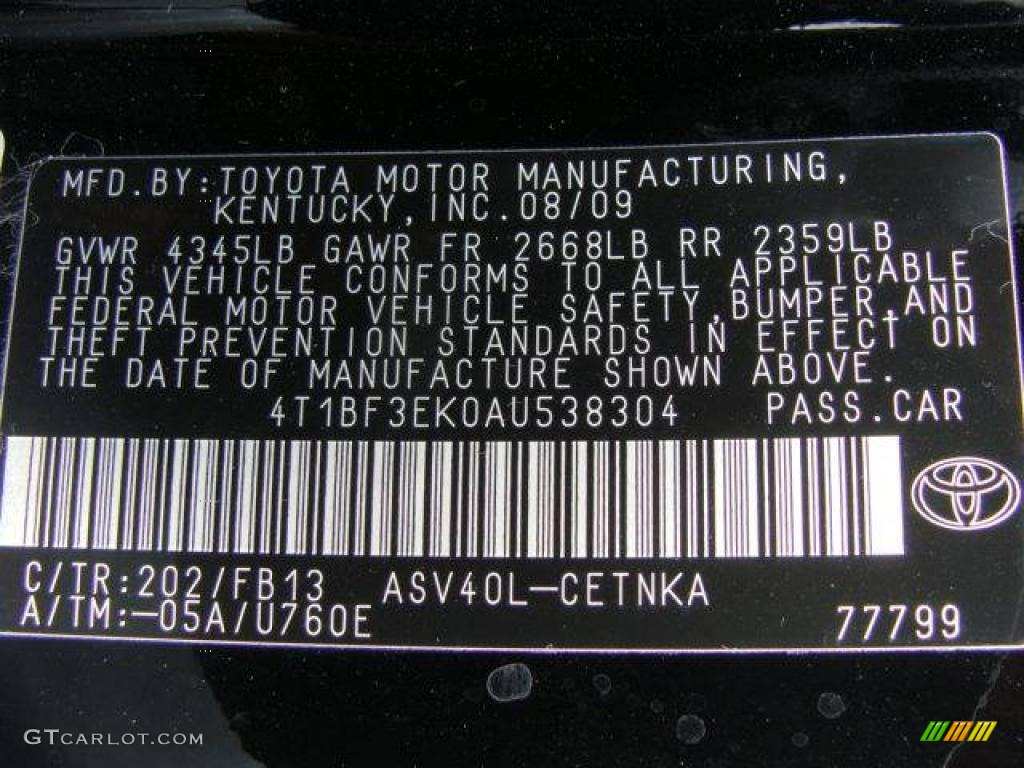 MFD.BY:TOYOTA MOTOR MANUFACTURING,
KENTUCKY,INC.08/09
GVWR 4345LB GAWR FR 2668LB RR 2359LB
THIS VEHICLE CONFORMS TO ALL APPLICABLE
FEDERAL MOTOR VEHICLE SAFETY,BUMPER,AND
THEFT PREVENTION STANDARDS IN EFFECT ON
THE DATE OF MANUFACTURE SHOWN ABOVE.
4T1BF3EK0AU538304 PASS.CAR
C/TR:202/FB13 ASV40L-CETNKA
A/TM:-05A/U760E 77799
GTCARLOT.COM